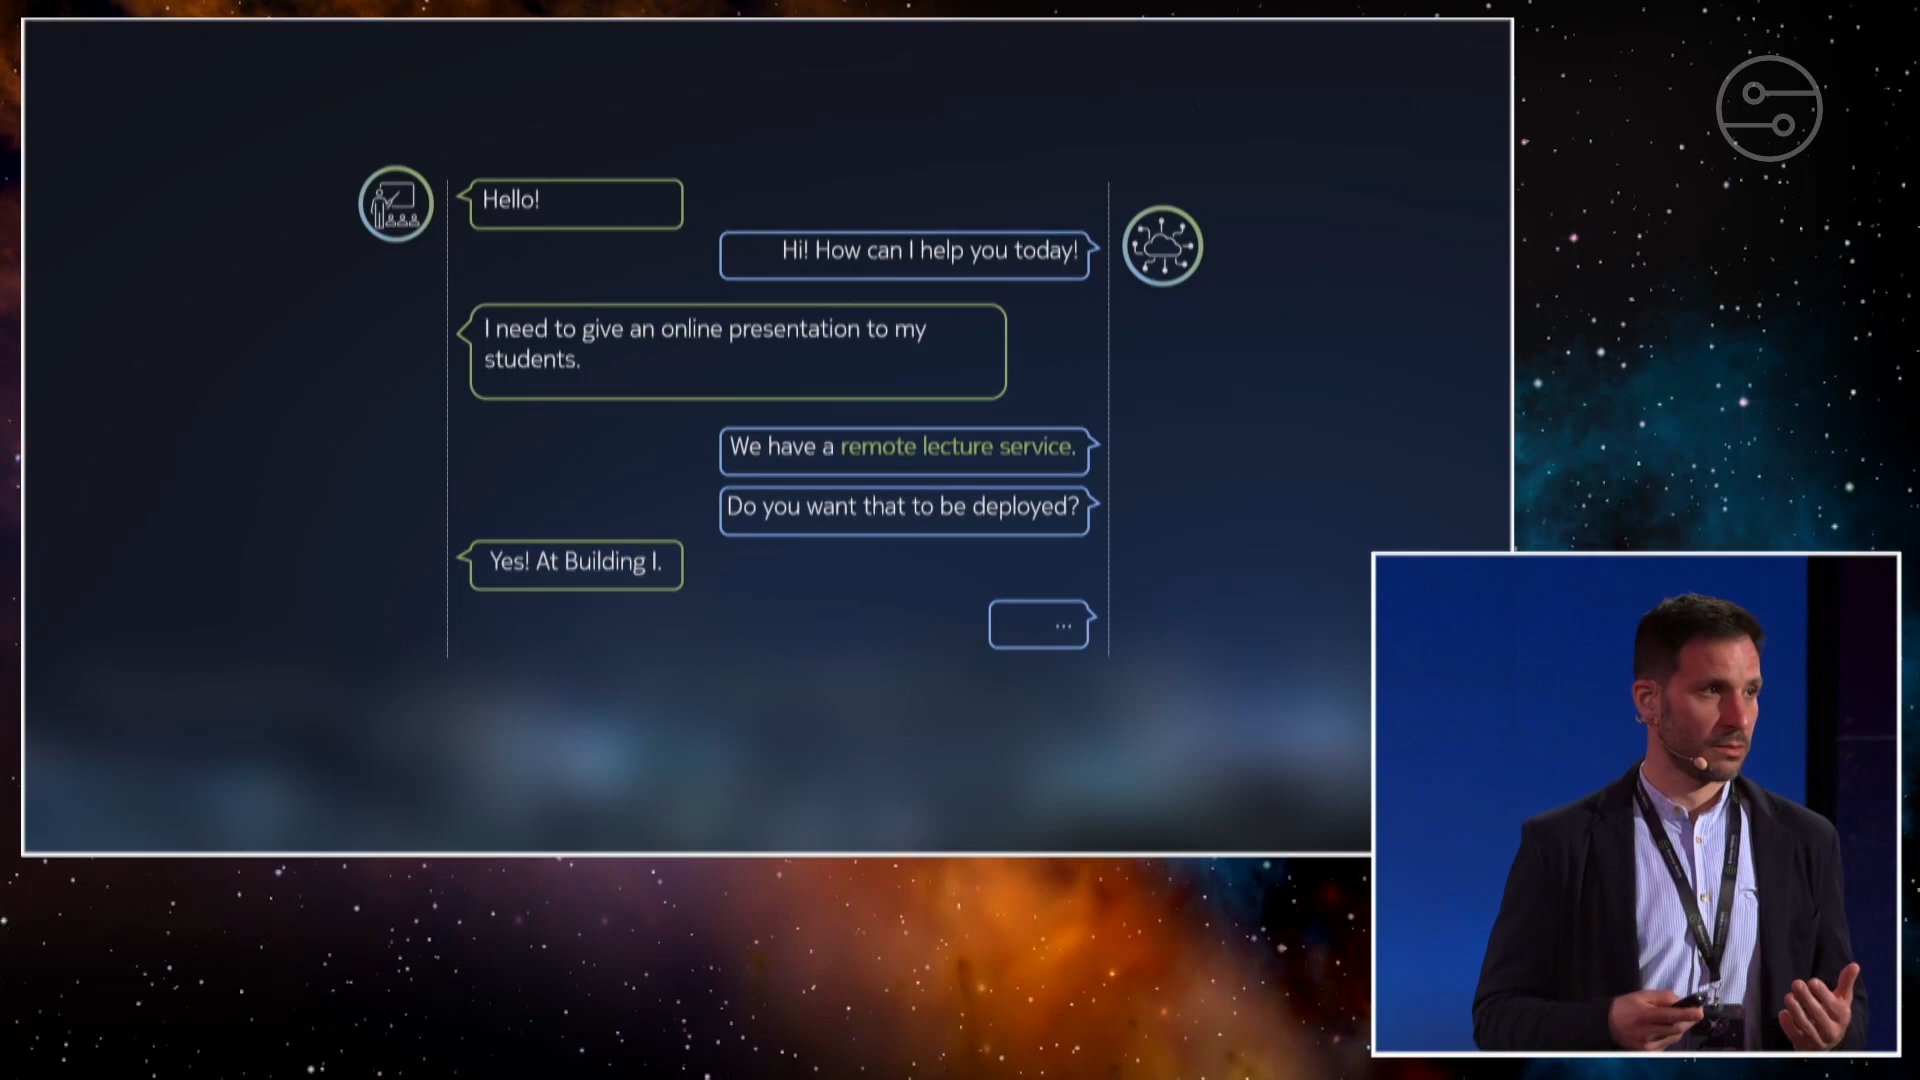 Hello!
Hi! How can I help you today!
I need to give an online presentation to my
students.
We have a remote lecture service.
Do you want that to be deployed?
Yes! At Building I.
...